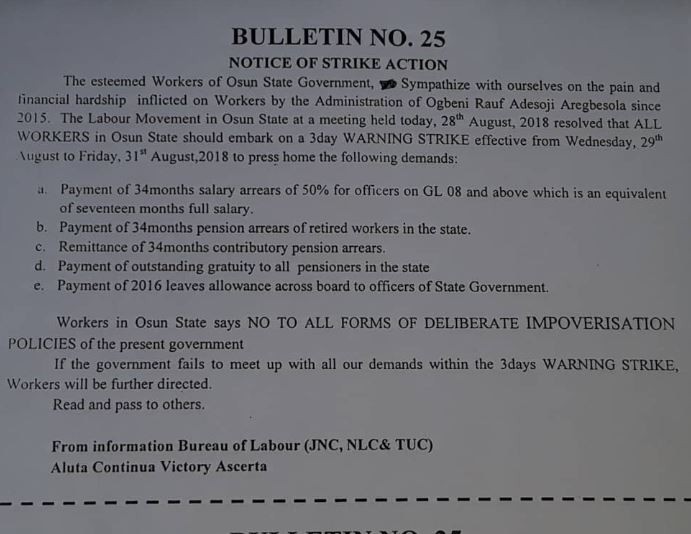 BULLETIN NO. 25
NOTICE OF STRIKE ACTION
The esteemed Workers of Osun State Government, Sympathize with ourselves on the pain and
financial hardship inflicted on Workers by the Administration of Ogbeni Rauf Adesoji Aregbesola since
2015. The Labour Movement in Osun State at a meeting held today, 28th August, 2018 resolved that ALL
WORKERS in Osun State should embark on a 3day WARNING STRIKE effective from Wednesday, 29th
August to Friday, 31st August,2018 to press home the following demands:
a. Payment of 34months salary arrears of 50% for officers on GL 08 and above which is an equivalent
of seventeen months full salary.
b. Payment of 34months pension arrears of retired workers in the state.
c. Remittance of 34months contributory pension arrears.
d. Payment of outstanding gratuity to all pensioners in the state
e. Payment of 2016 leaves allowance across board to officers of State Government.
Workers in Osun State says NO TO ALL FORMS OF DELIBERATE IMPOVERISATION
POLICIES of the present government
If the government fails to meet up with all our demands within the 3days WARNING STRIKE,
Workers will be further directed.
Read and pass to others.
From information Bureau of Labour (JNC, NLC& TUC)
Aluta Continua Victory Ascerta
BULLETIN NO. 25